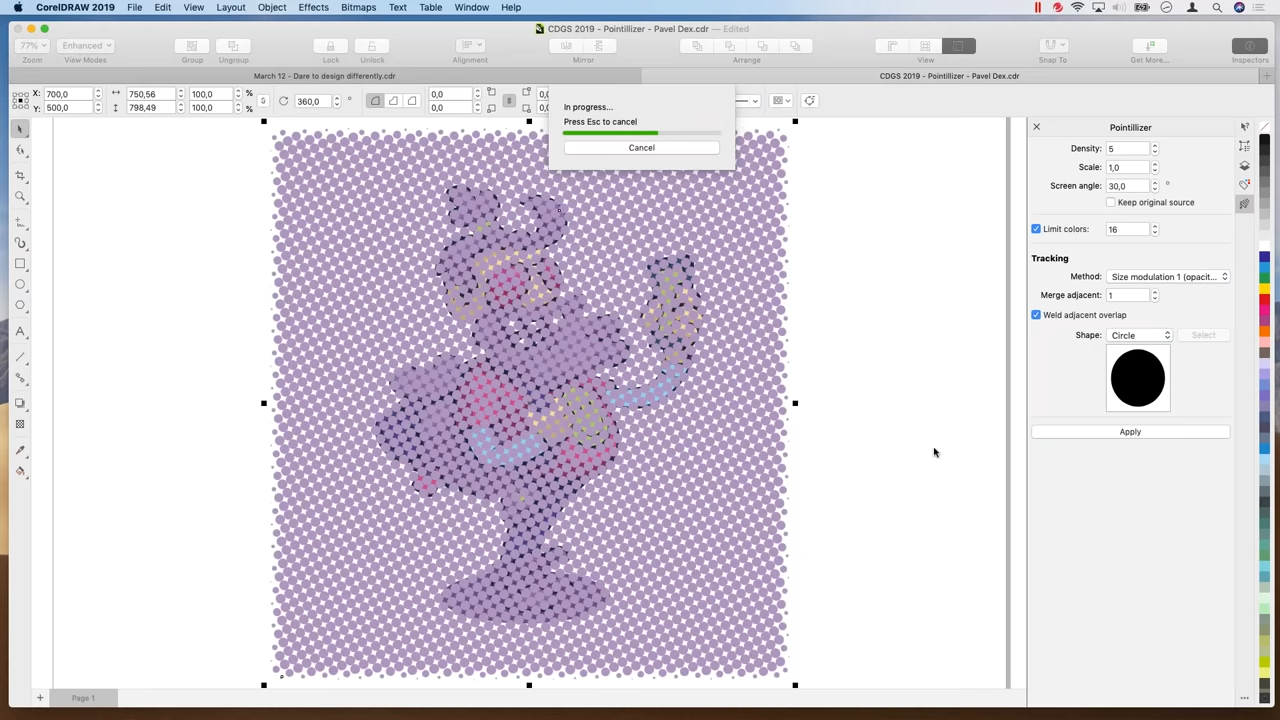 CorelDRAW 2019 File Edit View Layout Object Effects Bitmaps Text Table Window Help
CDGS 2019 - Pointillizer - Pavel Dex.cdr — Edited
77% Enhanced
Zoom View Modes Group Ungroup Lock Unlock Alignment Mirror Arrange View Snap To Get More... Inspectors
March 12 - Dare to design differently.cdr CDGS 2019 - Pointillizer - Pavel Dex.cdr
X: 700,0 750,56 100,0 % 360,0 ° 0,0 0,0
Y: 500,0 798,49 100,0 % 0,0 0,0
In progress...
Press Esc to cancel
Cancel
Pointillizer
Density: 5
Scale: 1,0
Screen angle: 30,0 °
Keep original source
Limit colors: 16
Tracking
Method: Size modulation 1 (opacit...
Merge adjacent: 1
Weld adjacent overlap
Shape: Circle Select
Apply
Page 1